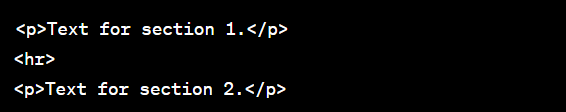 <p>Text for section 1.</p>
<hr>
<p>Text for section 2.</p>